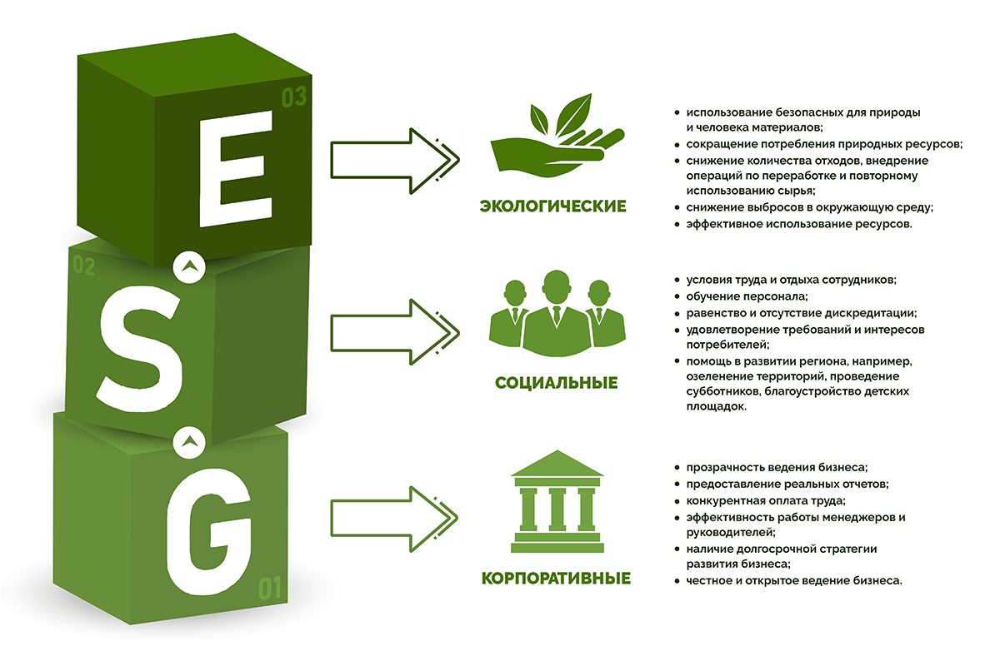 03
E
ЭКОЛОГИЧЕСКИЕ
• использование безопасных для природы
и человека материалов;
• сокращение потребления природных ресурсов;
• снижение количества отходов, внедрение
операций по переработке и повторному
использованию сырья;
• снижение выбросов в окружающую среду;
• эффективное использование ресурсов.
02
S
СОЦИАЛЬНЫЕ
• условия труда и отдыха сотрудников;
• обучение персонала;
• равенство и отсутствие дискредитации;
• удовлетворение требований и интересов
потребителей;
• помощь в развитии региона, например,
озеленение территорий, проведение
субботников, благоустройство детских
площадок.
G
01
КОРПОРАТИВНЫЕ
• прозрачность ведения бизнеса;
• предоставление реальных отчетов;
• конкурентная оплата труда;
• эффективность работы менеджеров и
руководителей;
• наличие долгосрочной стратегии
развития бизнеса;
• честное и открытое ведение бизнеса.